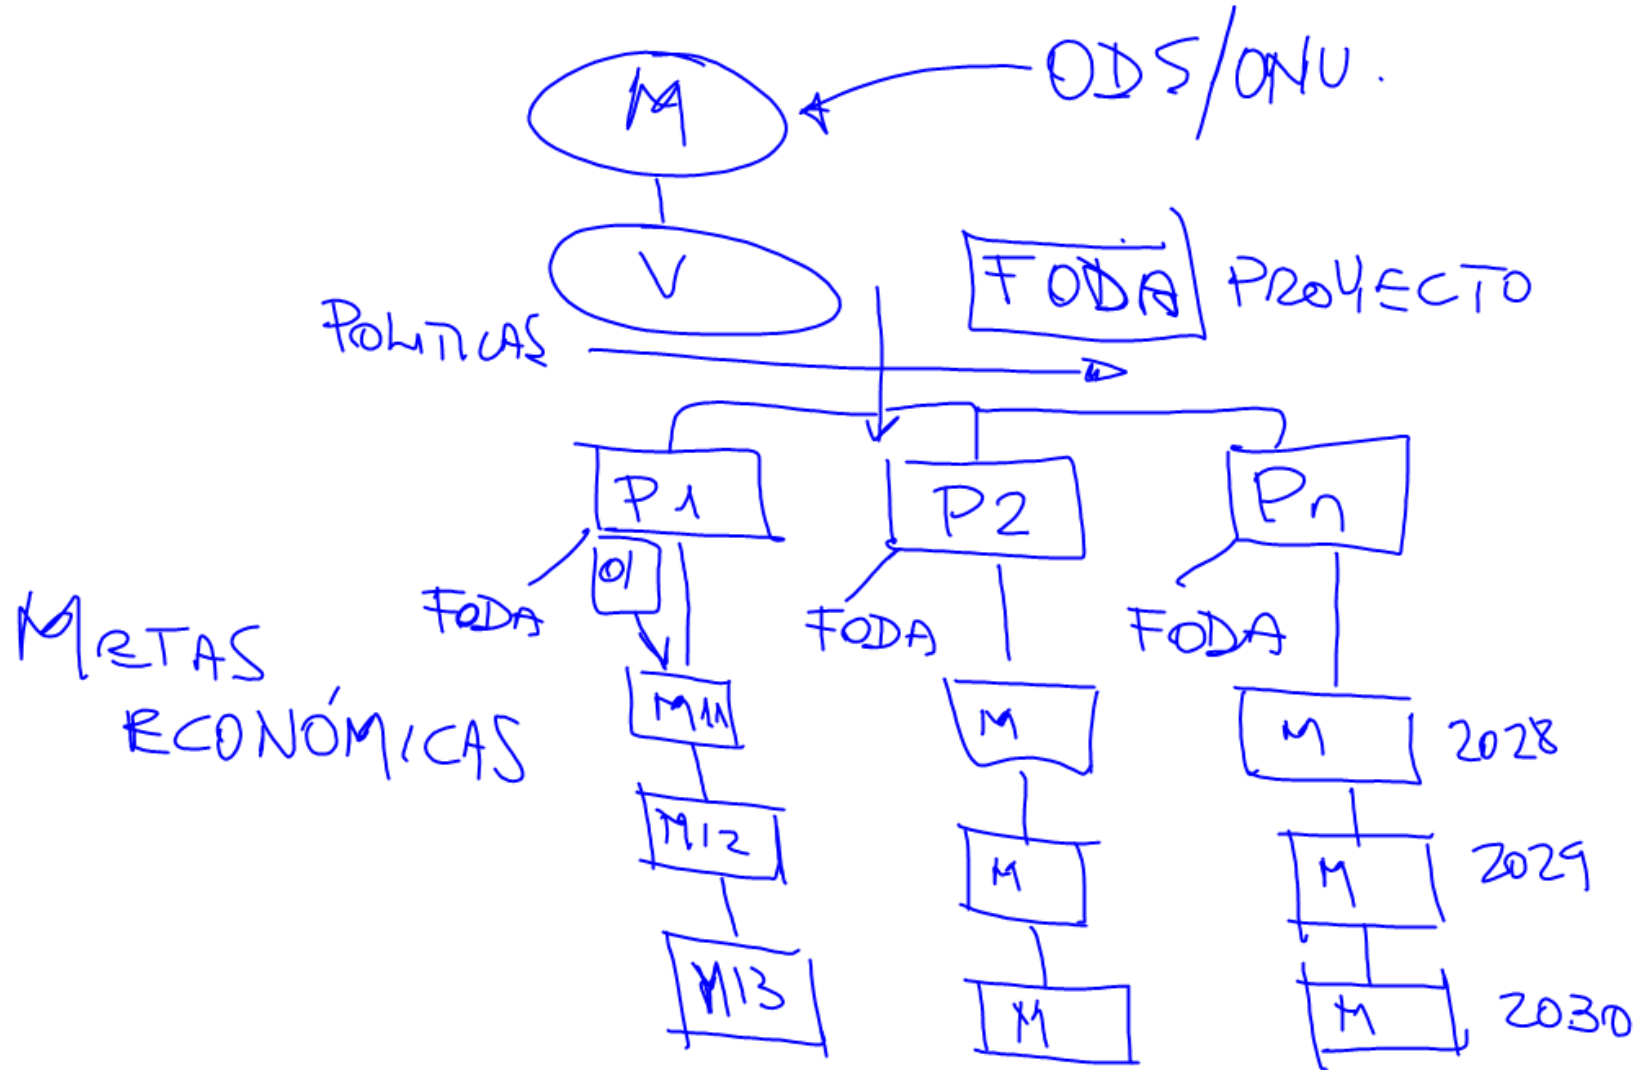 M
ODS/ONU.
V
FODA PROYECTO
POLITICAS
P1
P2
Pn
O1
FODA
FODA
FODA
METAS
ECONÓMICAS
M11
M
M
2028
M12
M
M
2029
M13
M
M
2030